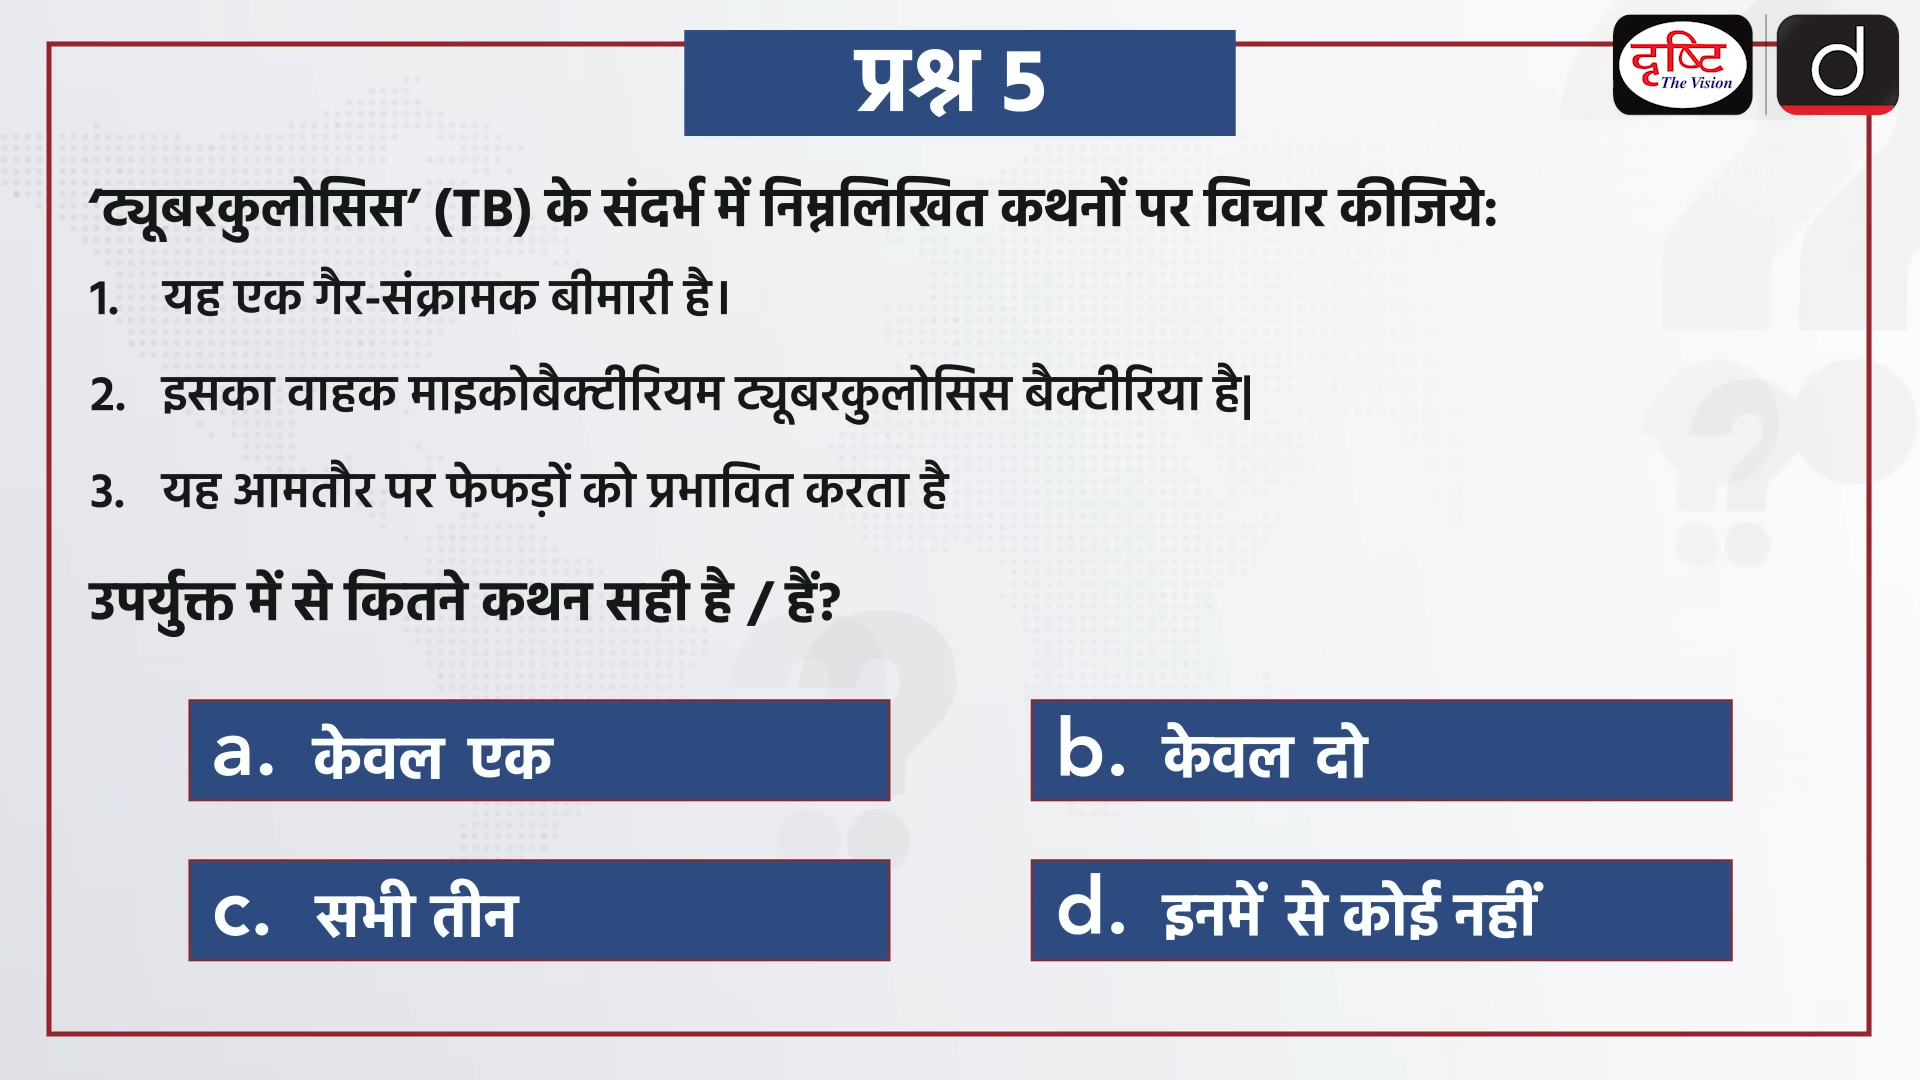 प्रश्न 5
दृष्टि
The Vision
d
‘ट्यूबरकुलोसिस’ (TB) के संदर्भ में निम्नलिखित कथनों पर विचार कीजिये:
1. यह एक गैर-संक्रामक बीमारी है।
2. इसका वाहक माइकोबैक्टीरियम ट्यूबरकुलोसिस बैक्टीरिया है|
3. यह आमतौर पर फेफड़ों को प्रभावित करता है
उपर्युक्त में से कितने कथन सही है / हैं?
a. केवल एक
b. केवल दो
c. सभी तीन
d. इनमें से कोई नहीं